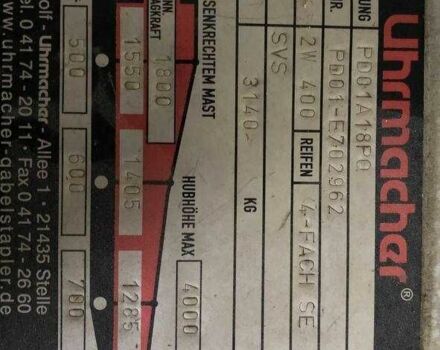 Uhrmacher®
UNG PD01A18PQ
NR. PD01-E702962
2W 400 REIFEN 4-FACH SE
SVS
3140- KG
SENKRECHTEM MAST HUBHÖHE MAX 4000
NN. AGKRAFT 1800
1550 1405 1285
500 600 700
olf - Uhrmacher - Allee 1 · 21435 Stelle
el. 0 41 74 - 20 11 · Fax 0 41 74 - 26 60
www.uhrmacher-gabelstapler.de